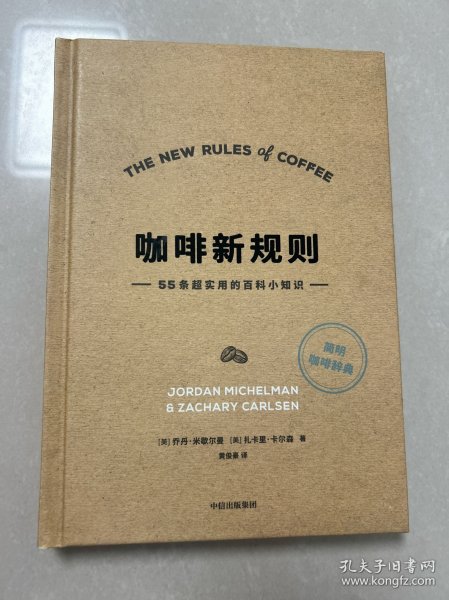 THE NEW RULES of COFFEE
咖啡新规则
55条超实用的百科小知识
简明
咖啡辞典
JORDAN MICHELMAN
& ZACHARY CARLSEN
[美] 乔丹·米歇尔曼 [美] 扎卡里·卡尔森 著
黄俊豪 译
中信出版集团
孔夫子旧书网
www.kongfz.com